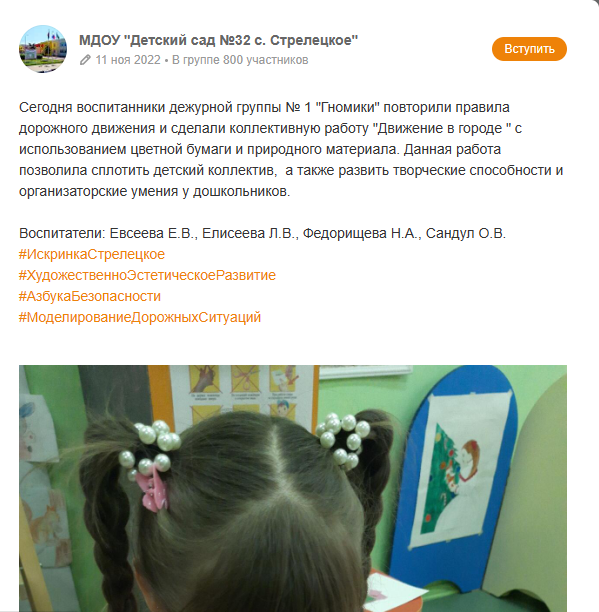 МДОУ "Детский сад №32 с. Стрелецкое"
11 ноя 2022 • В группе 800 участников
Вступить
Сегодня воспитанники дежурной группы № 1 "Гномики" повторили правила
дорожного движения и сделали коллективную работу "Движение в городе " с
использованием цветной бумаги и природного материала. Данная работа
позволила сплотить детский коллектив,  а также развить творческие способности и
организаторские умения у дошкольников.
Воспитатели: Евсеева Е.В., Елисеева Л.В., Федорищева Н.А., Сандул О.В.
#ИскринкаСтрелецкое
#ХудожественноЭстетическоеРазвитие
#АзбукаБезопасности
#МоделированиеДорожныхСитуаций